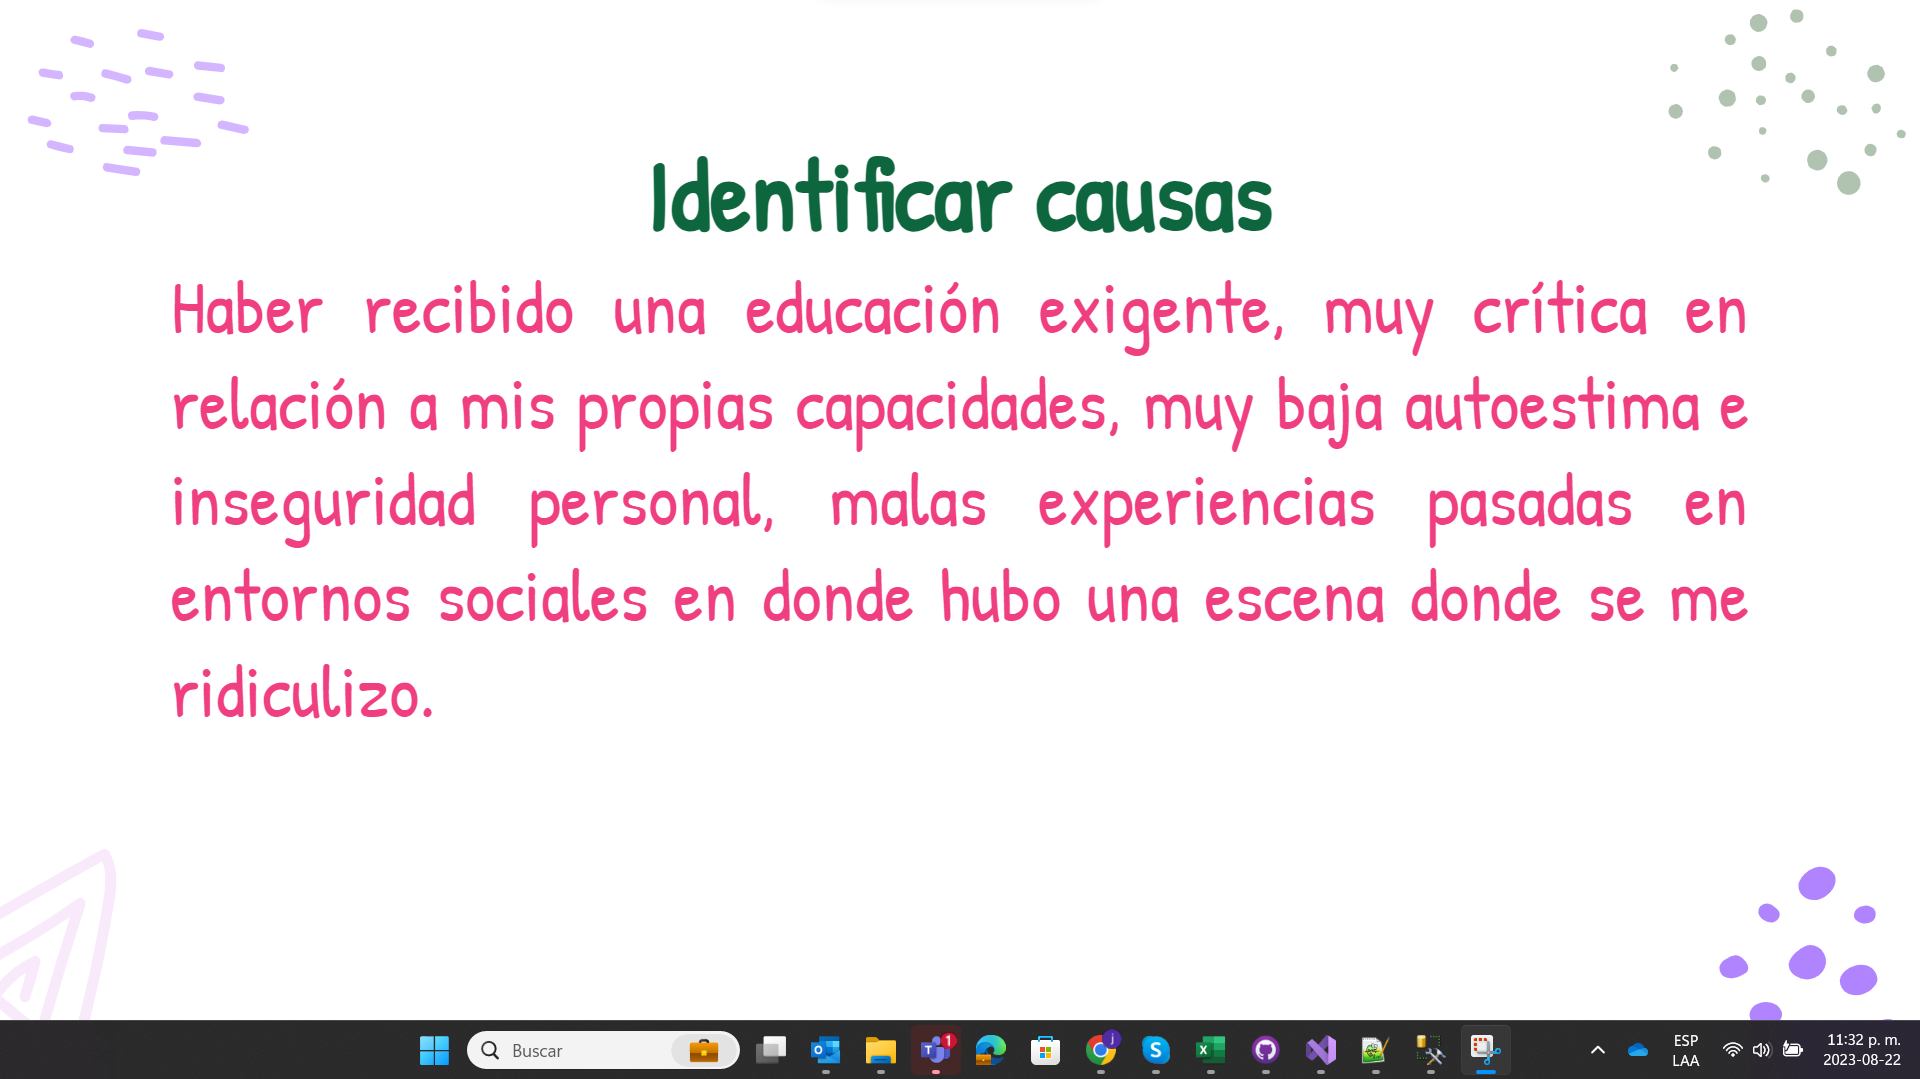 Identificar causas
Haber recibido una educación exigente, muy crítica en
relación a mis propias capacidades, muy baja autoestima e
inseguridad personal, malas experiencias pasadas en
entornos sociales en donde hubo una escena donde se me
ridiculizo.
Buscar
1
j
ESP
LAA
11:32 p. m.
2023-08-22